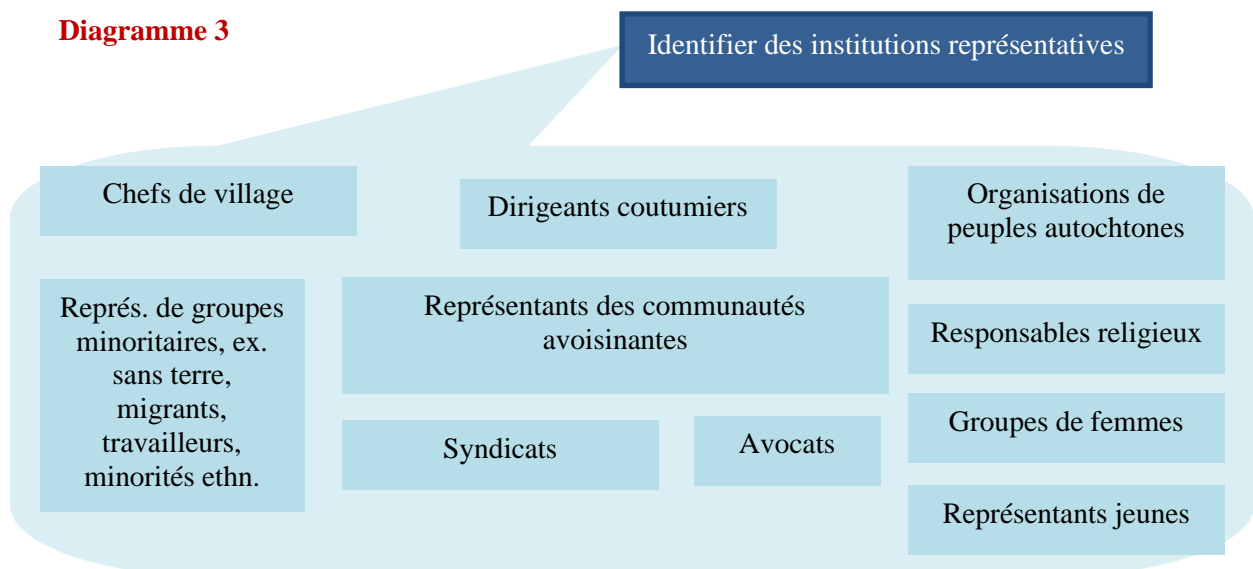 Diagramme 3
Identifier des institutions représentatives
Chefs de village
Dirigeants coutumiers
Organisations de
peuples autochtones
Représ. de groupes
minoritaires, ex.
sans terre,
migrants,
travailleurs,
minorités ethn.
Représentants des communautés
avoisinantes
Responsables religieux
Syndicats
Avocats
Groupes de femmes
Représentants jeunes